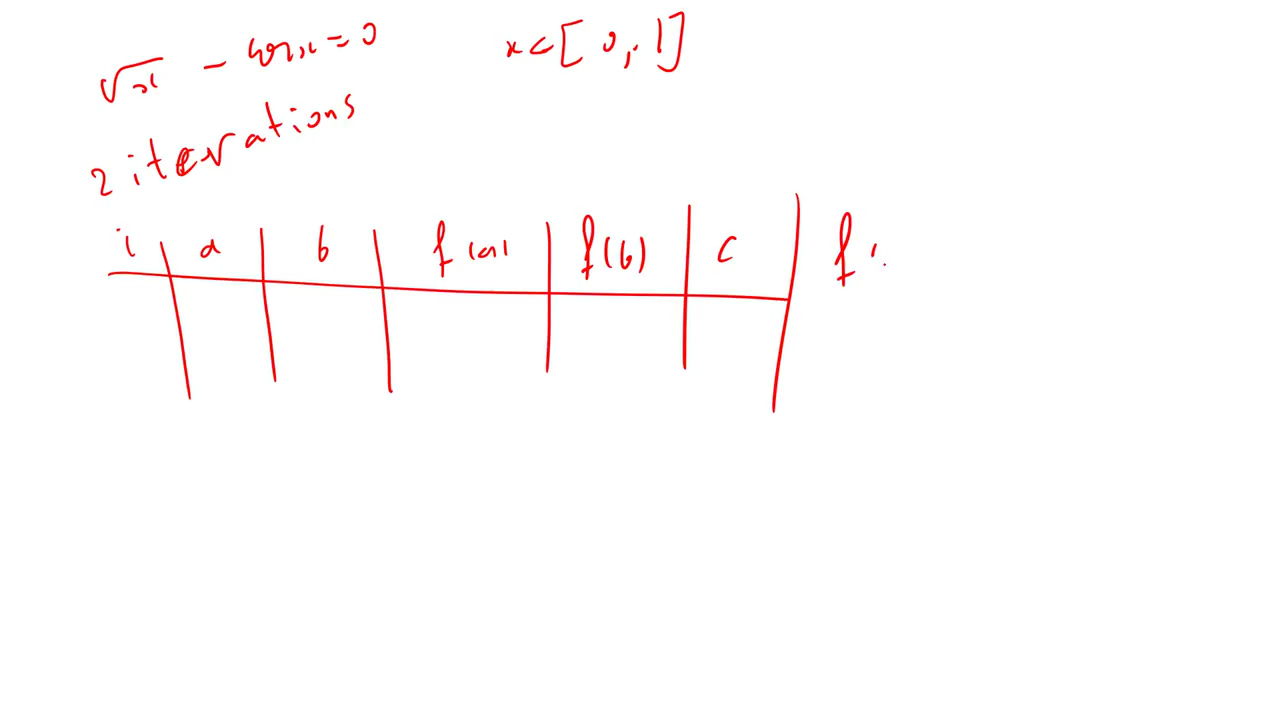 √x - cos x = 0 x ∈ [0, 1]
2 iterations
i a b f(a) f(b) c f